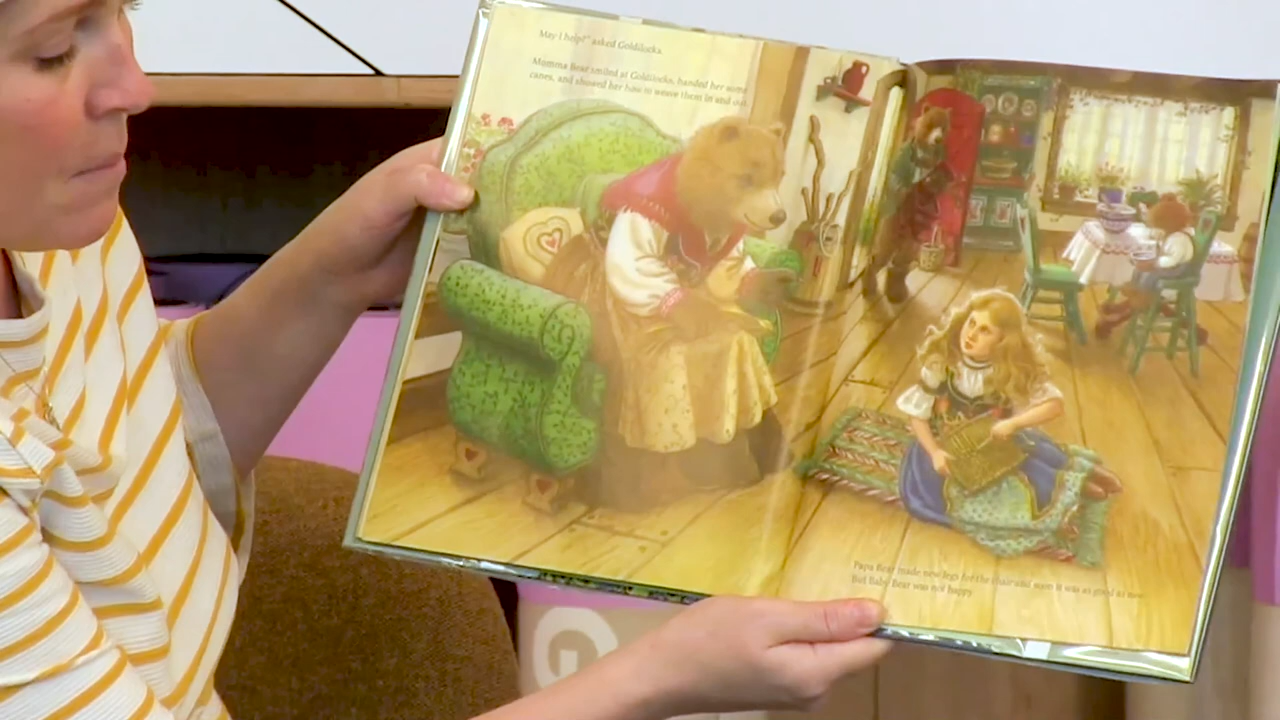 May I help?" asked Goldilocks.
Momma Bear smiled at Goldilocks, handed her some
canes, and showed her how to weave them in and out.
Papa Bear made new legs for the chair and soon it was as good as new.
But Baby Bear was not happy.